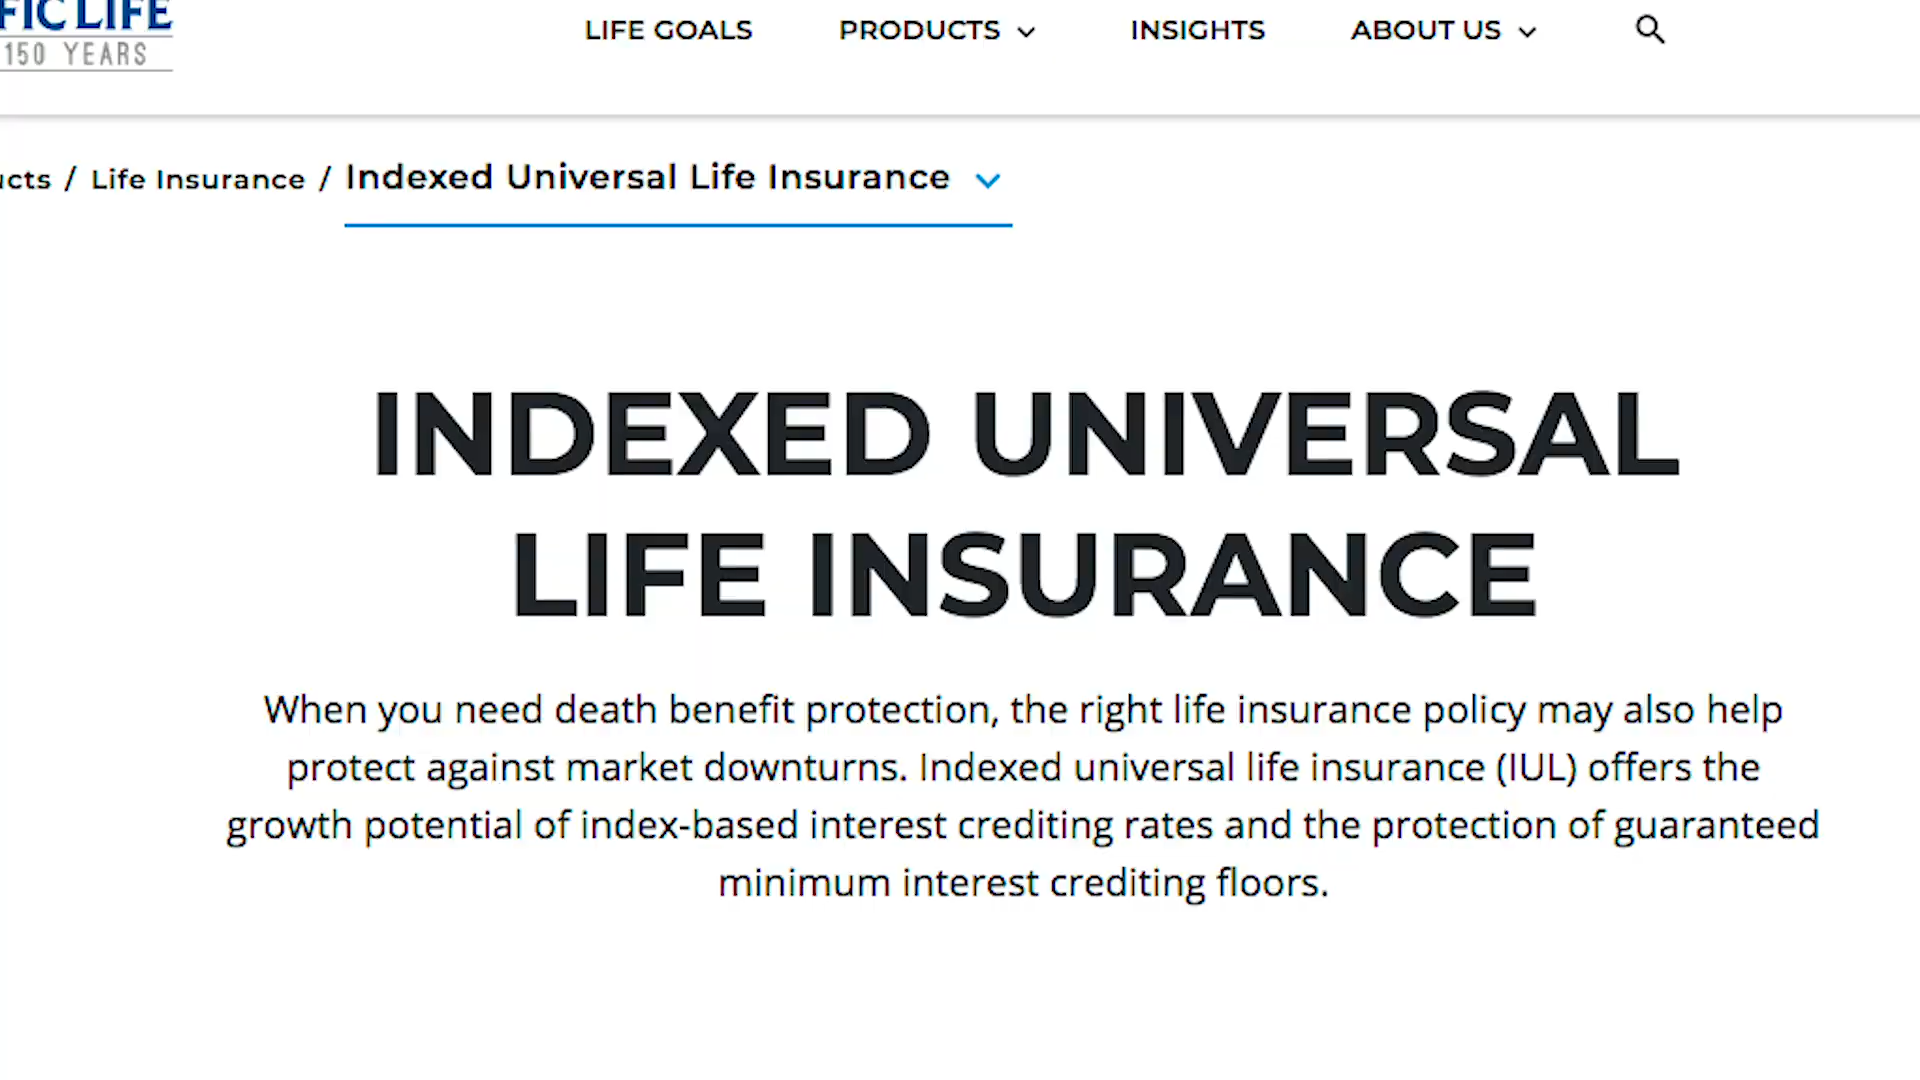 FIC LIFE
150 YEARS
LIFE GOALS PRODUCTS INSIGHTS ABOUT US
ucts / Life Insurance / Indexed Universal Life Insurance
INDEXED UNIVERSAL
LIFE INSURANCE
When you need death benefit protection, the right life insurance policy may also help
protect against market downturns. Indexed universal life insurance (IUL) offers the
growth potential of index-based interest crediting rates and the protection of guaranteed
minimum interest crediting floors.